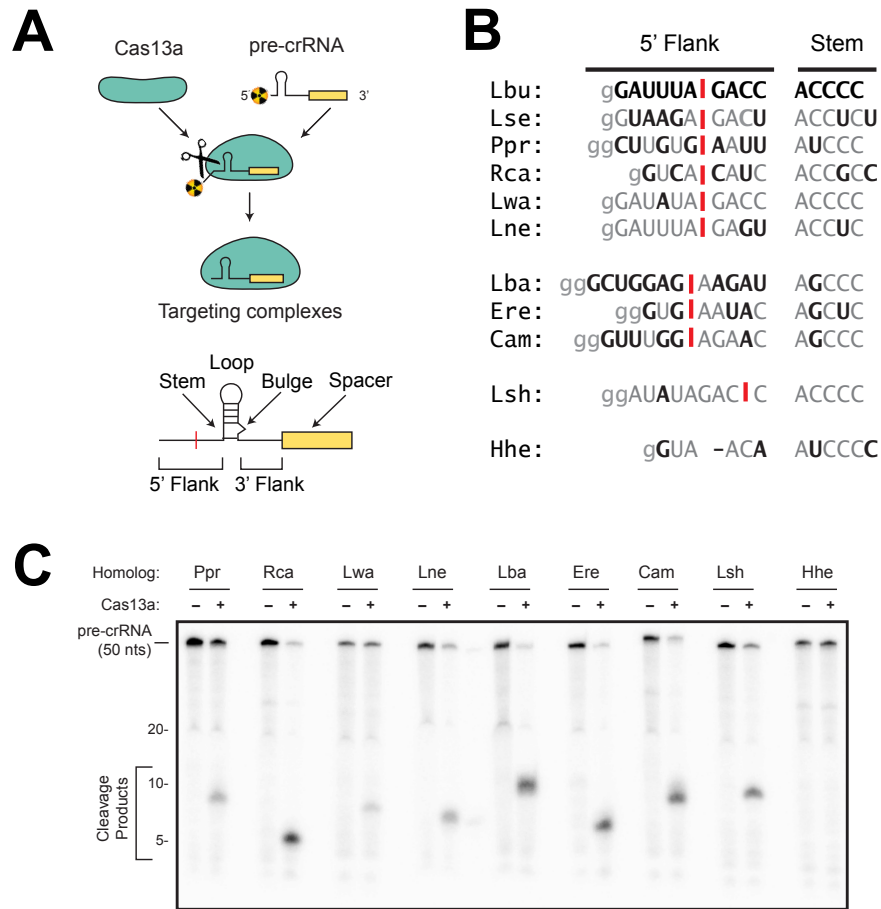 A
Cas13a
pre-crRNA
5'
3'
Targeting complexes
Loop
Stem
Bulge
Spacer
5' Flank
3' Flank
B
5' Flank Stem
Lbu: gGAUUUA GACC ACCCC
Lse: gGUAAGA GACU ACCUCU
Ppr: ggCUUGUG AAUU AUCCC
Rca: gGUCA CAUC ACCGCC
Lwa: gGAUAUA GACC ACCCC
Lne: gGAUUUA GAGU ACCUC
Lba: ggGCUGGAG AAGAU AGCCC
Ere: ggGUG AAUAC AGCUC
Cam: ggGUUUGG AGAAC AGCCC
Lsh: ggAUAUAGAC C ACCCC
Hhe: gGUA -ACA AUCCCC
C
Homolog: Ppr Rca Lwa Lne Lba Ere Cam Lsh Hhe
Cas13a: – + – + – + – + – + – + – + – + – +
pre-crRNA
(50 nts)
20-
10-
5-
Cleavage
Products